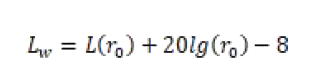 L_w = L(r_0) + 20lg(r_0) − 8